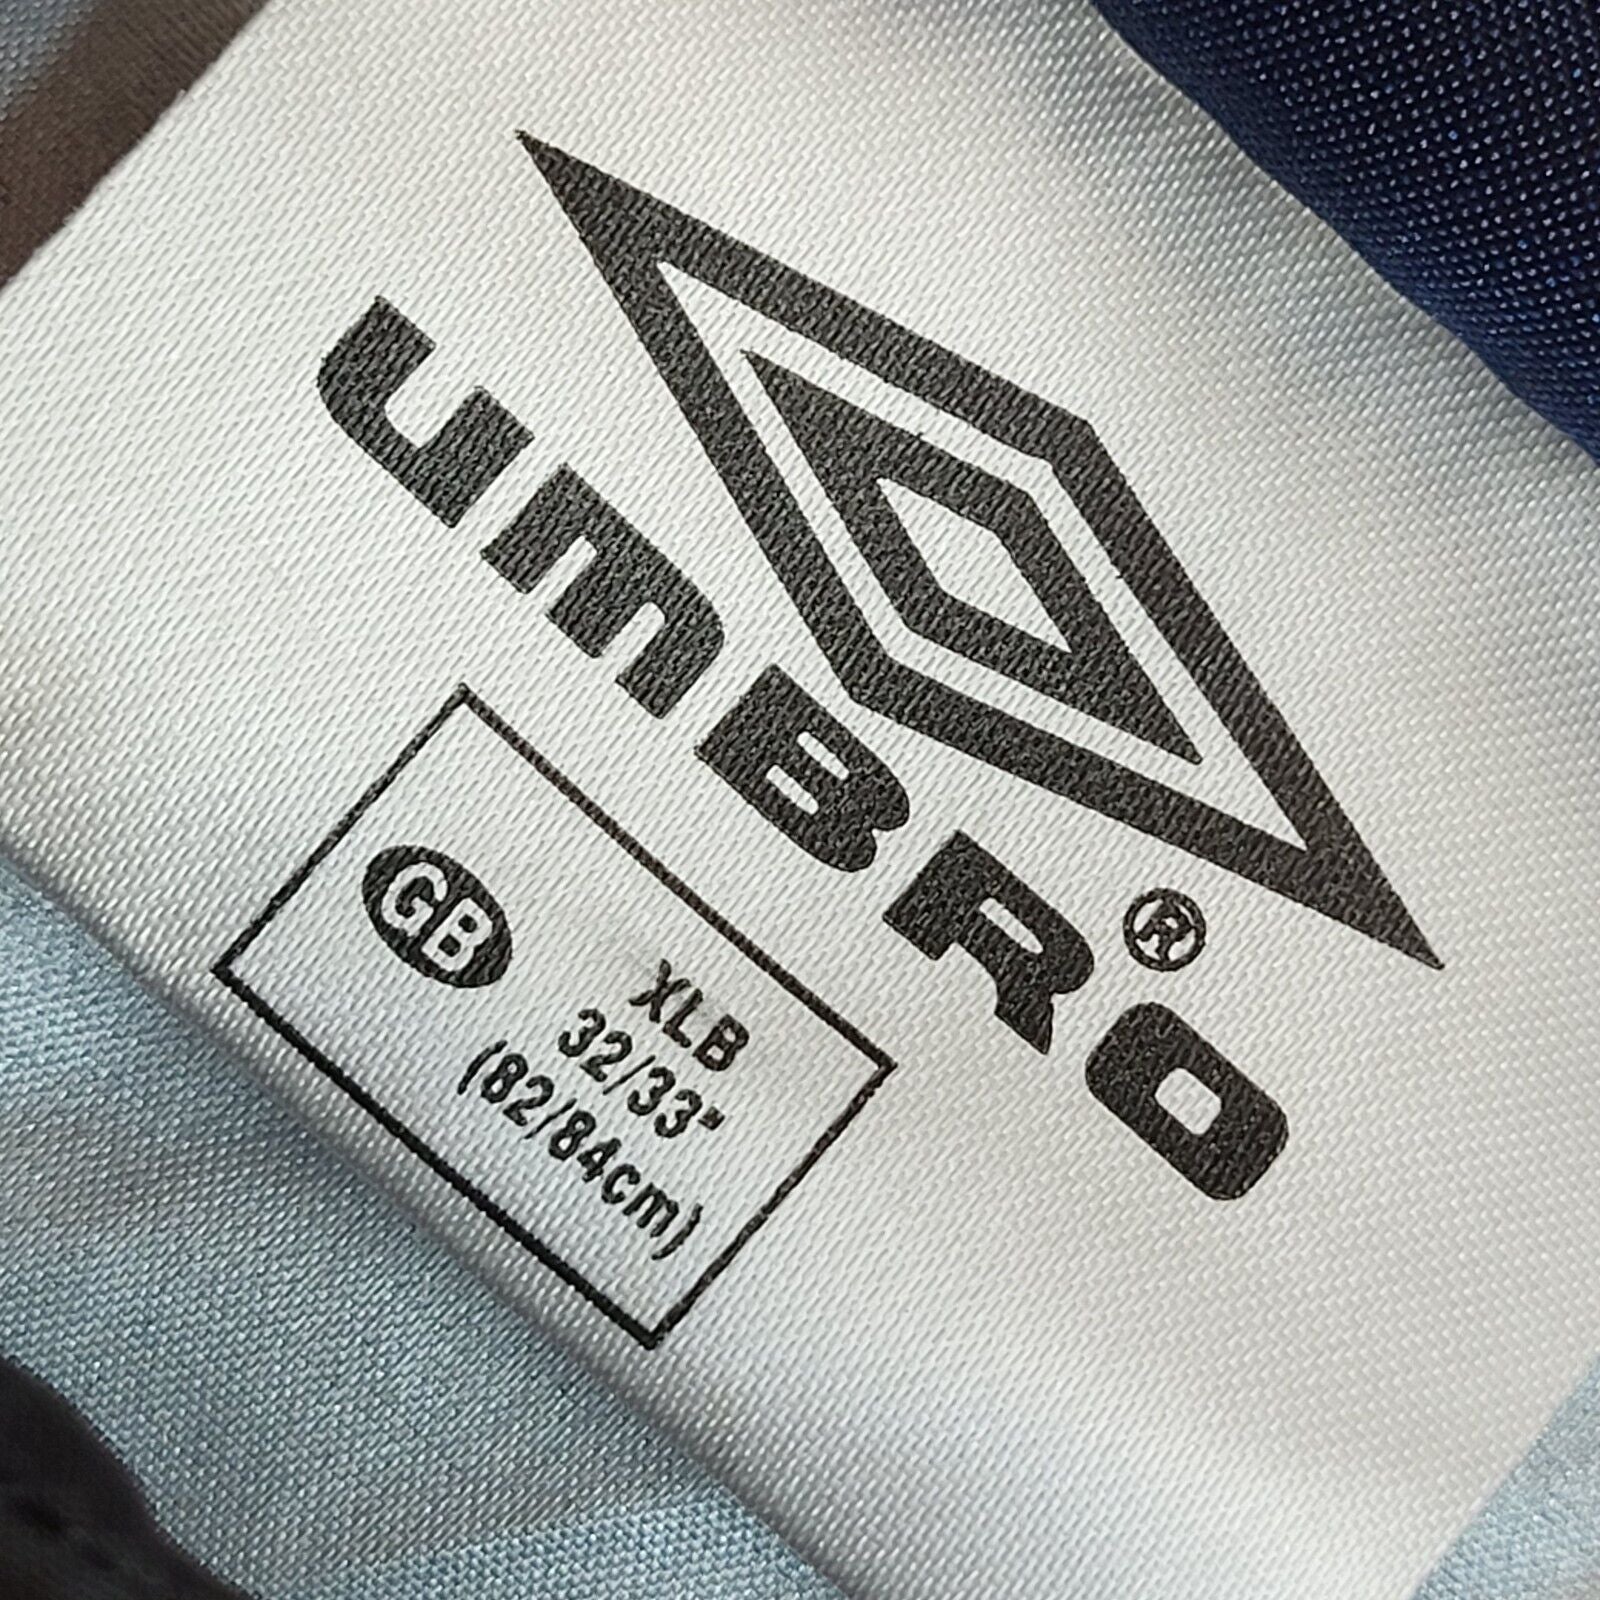 umbro®
GB
XLB
32/33"
(82/84cm)